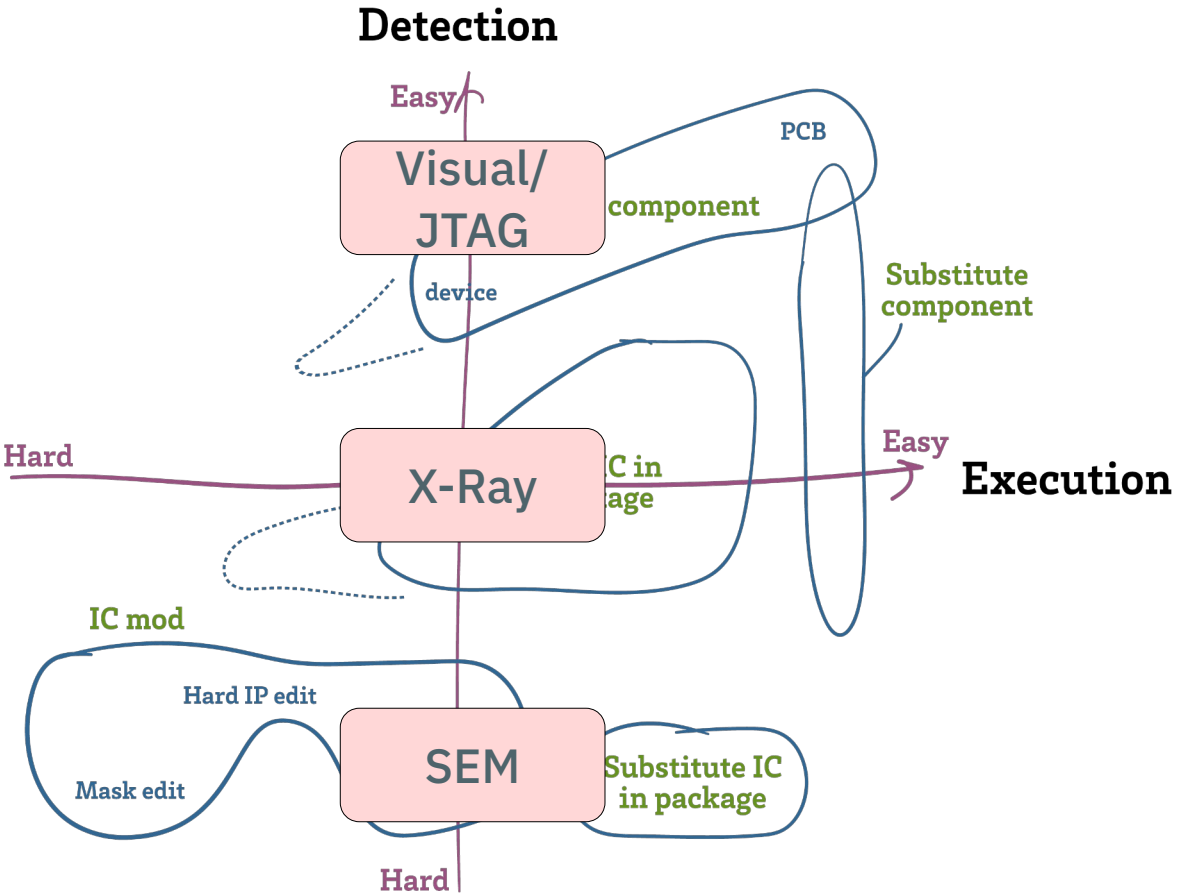 Detection
Easy
PCB
Visual/
JTAG
component
device
Substitute
component
Hard
Easy
Execution
X-Ray
C in
age
IC mod
Hard IP edit
Mask edit
SEM
Substitute IC
in package
Hard